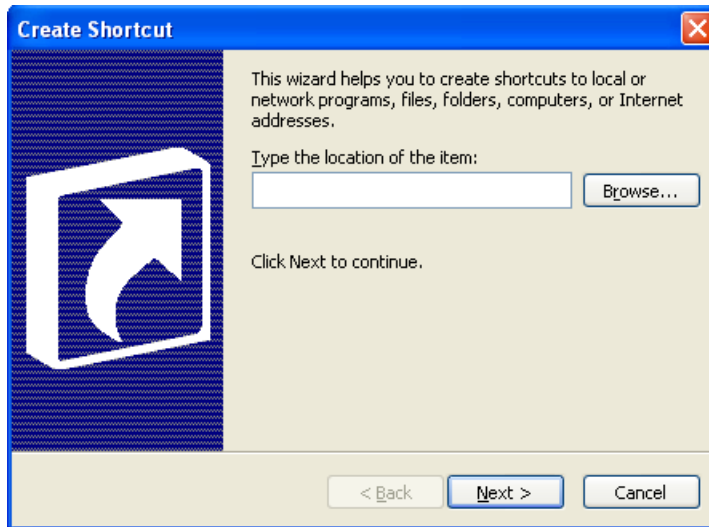 Create Shortcut
This wizard helps you to create shortcuts to local or
network programs, files, folders, computers, or Internet
addresses.
Type the location of the item:
Browse...
Click Next to continue.
< Back
Next >
Cancel